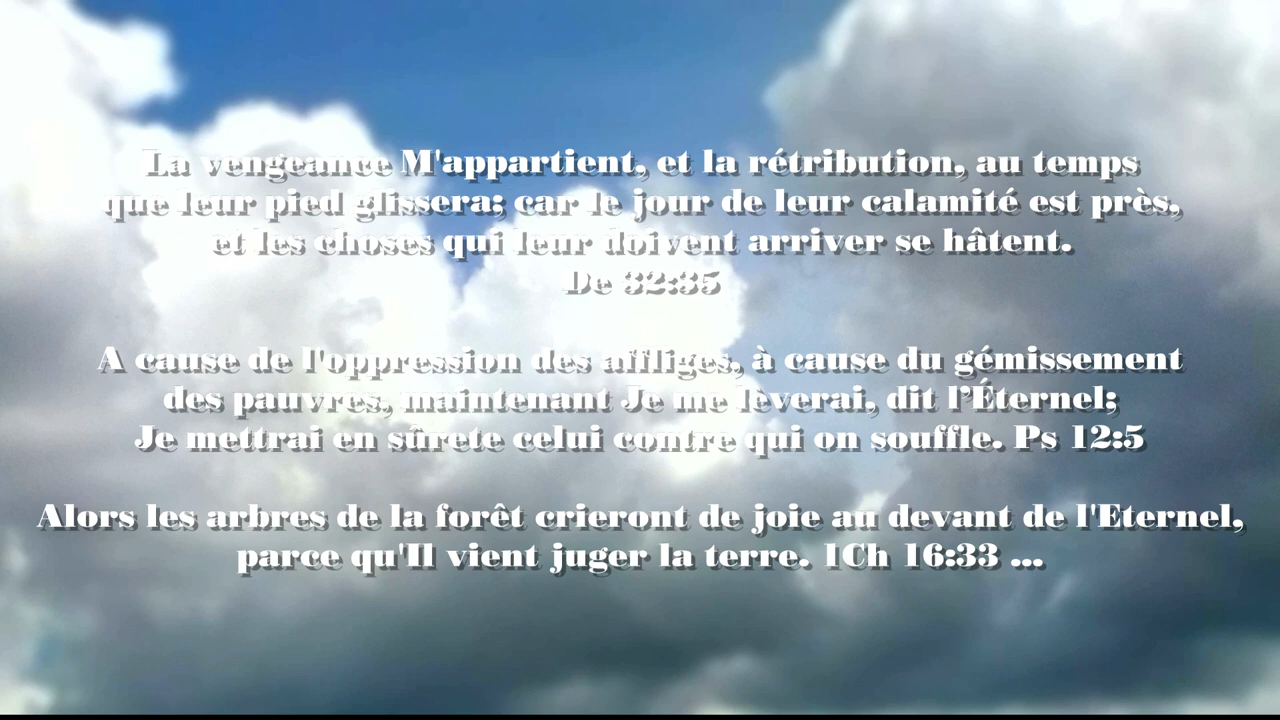 La vengeance M'appartient, et la rétribution, au temps
que leur pied glissera; car le jour de leur calamité est près,
et les choses qui leur doivent arriver se hâtent.
De 32:35
A cause de l'oppression des affliges, à cause du gémissement
des pauvres, maintenant Je me lèverai, dit l’Éternel;
Je mettrai en sûrete celui contre qui on souffle. Ps 12:5
Alors les arbres de la forêt crieront de joie au devant de l'Eternel,
parce qu'Il vient juger la terre. 1Ch 16:33 ...